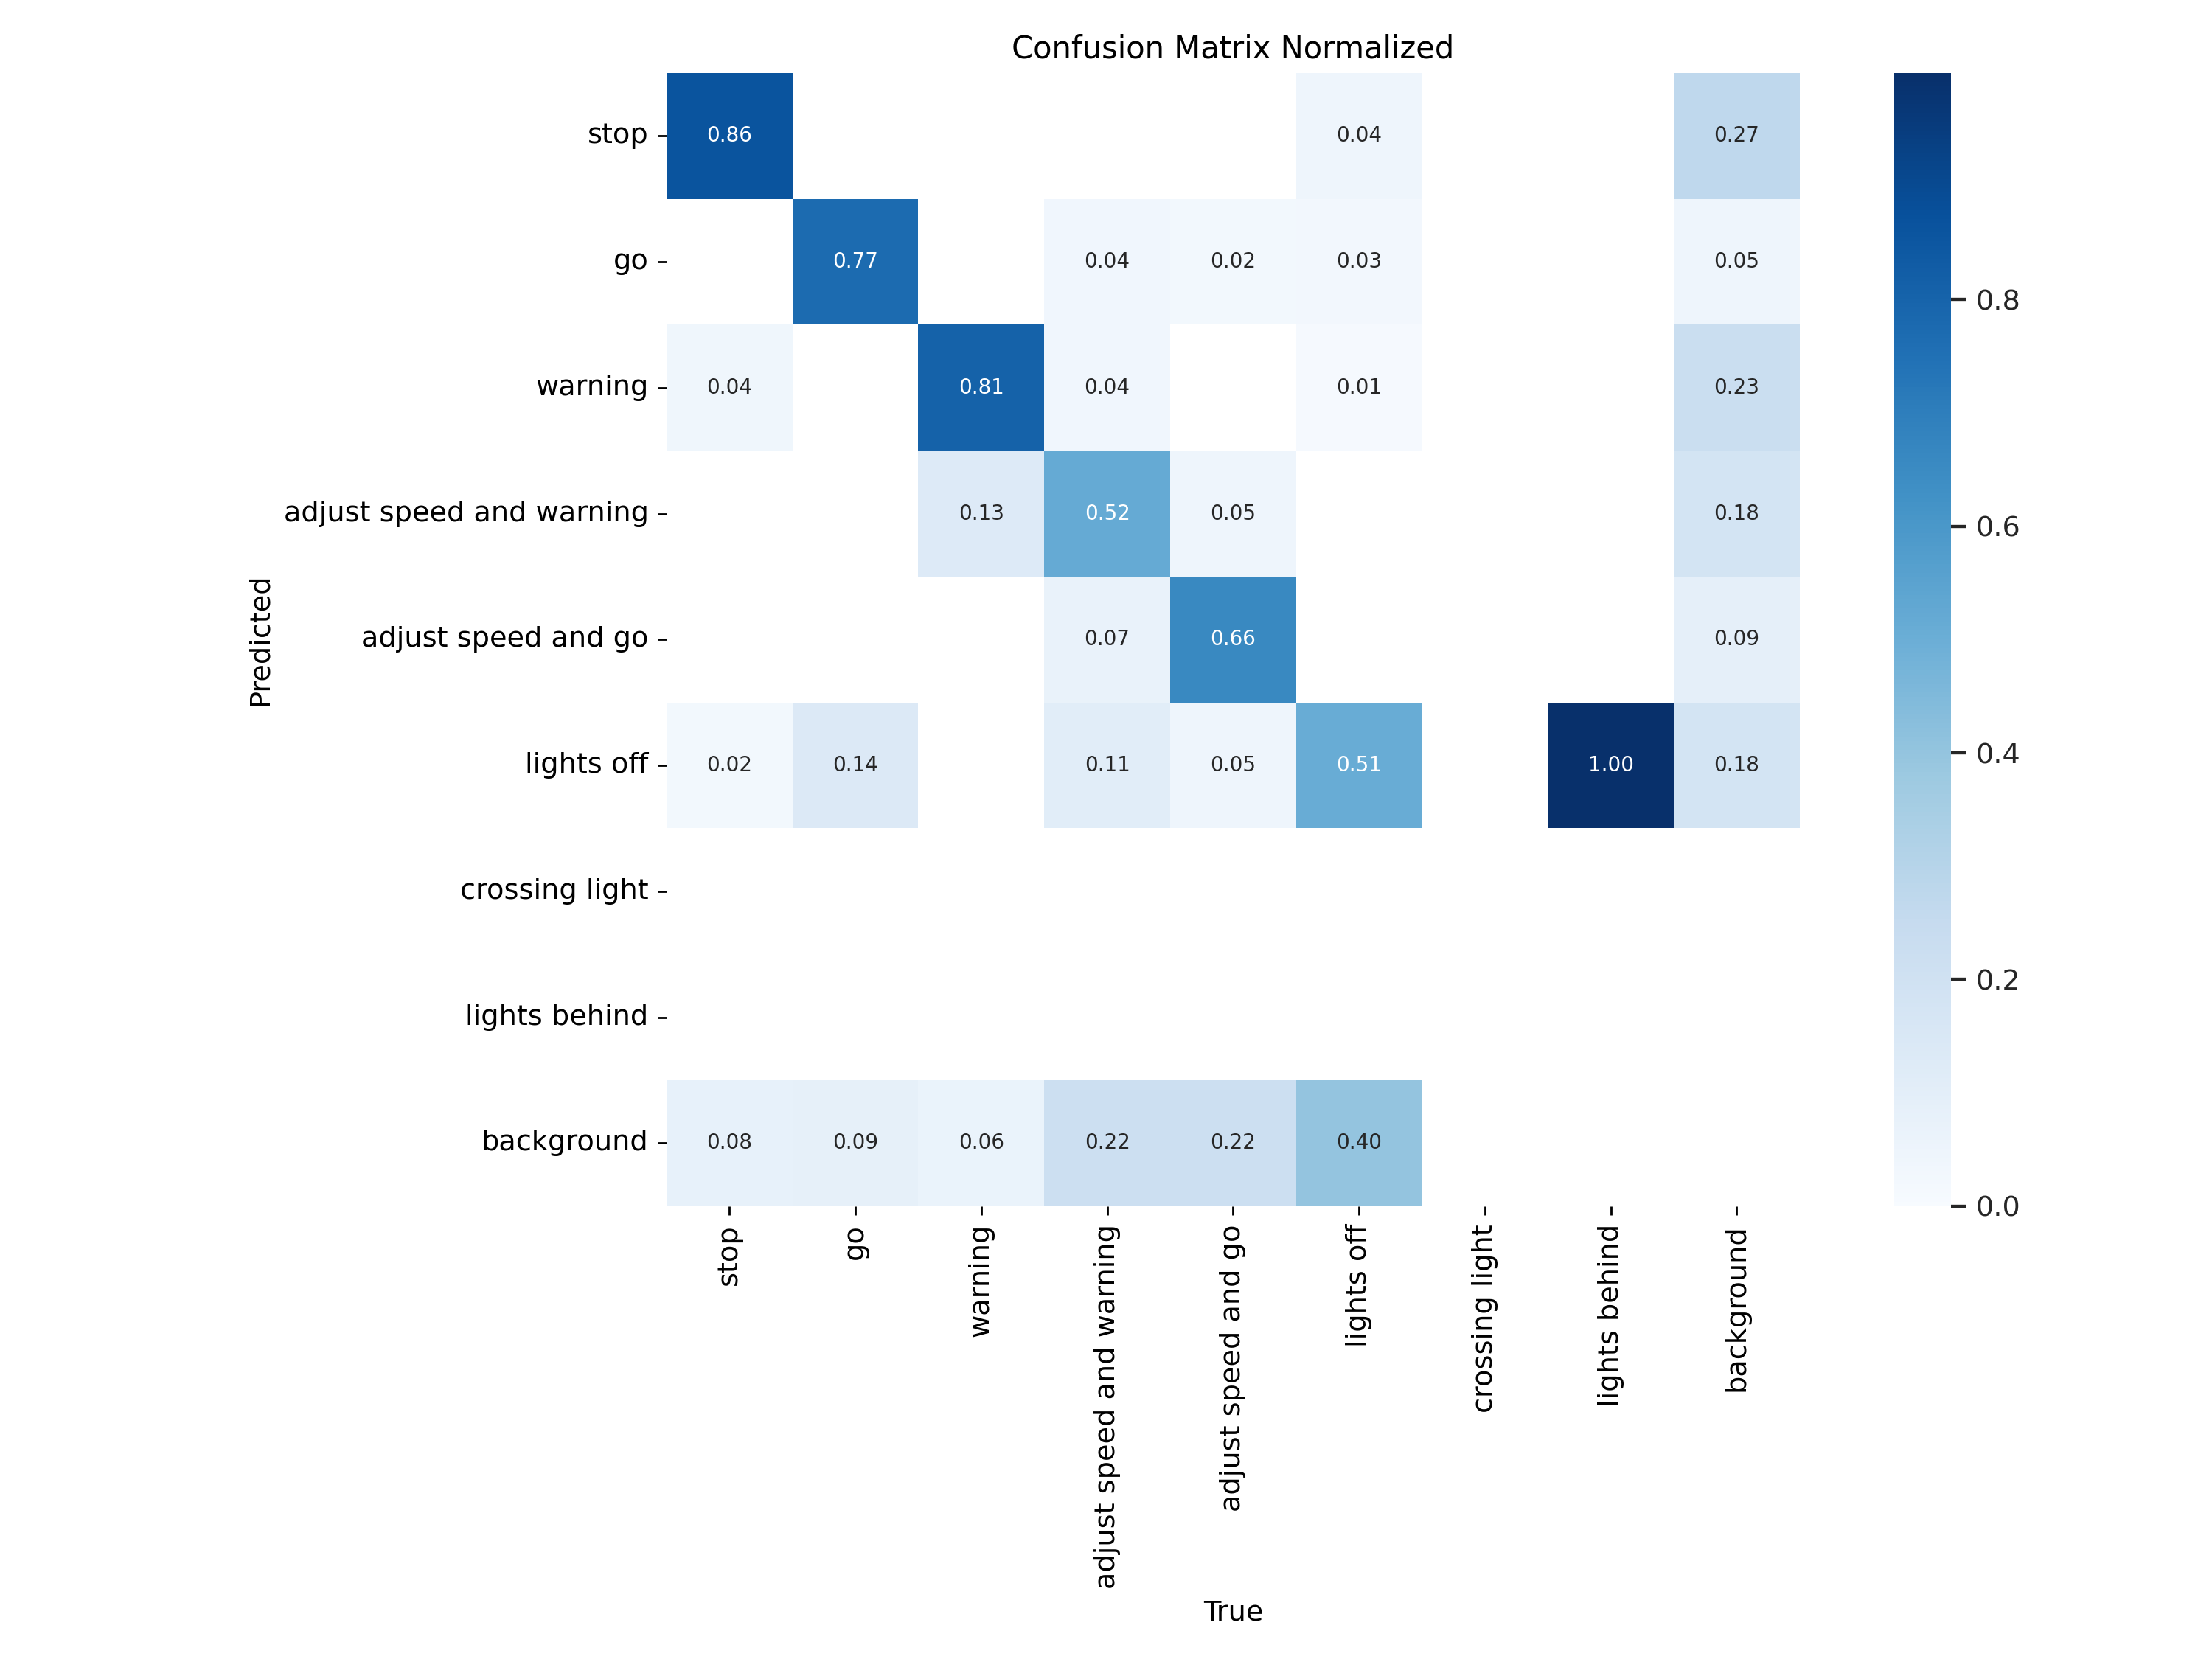 Confusion Matrix Normalized
stop 0.86 0.04 0.27
go 0.77 0.04 0.02 0.03 0.05
0.8
warning 0.04 0.81 0.04 0.01 0.23
adjust speed and warning 0.13 0.52 0.05 0.18
0.6
Predicted
adjust speed and go 0.07 0.66 0.09
lights off 0.02 0.14 0.11 0.05 0.51 1.00 0.18
0.4
crossing light
0.2
lights behind
background 0.08 0.09 0.06 0.22 0.22 0.40
0.0
stop
go
warning
adjust speed and warning
adjust speed and go
lights off
crossing light
lights behind
background
True